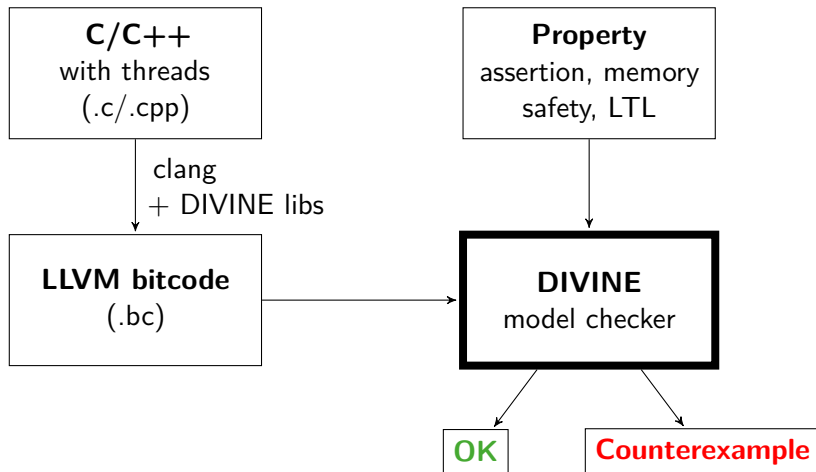 C/C++
with threads
(.c/.cpp)
Property
assertion, memory
safety, LTL
clang
+ DIVINE libs
LLVM bitcode
(.bc)
DIVINE
model checker
OK
Counterexample